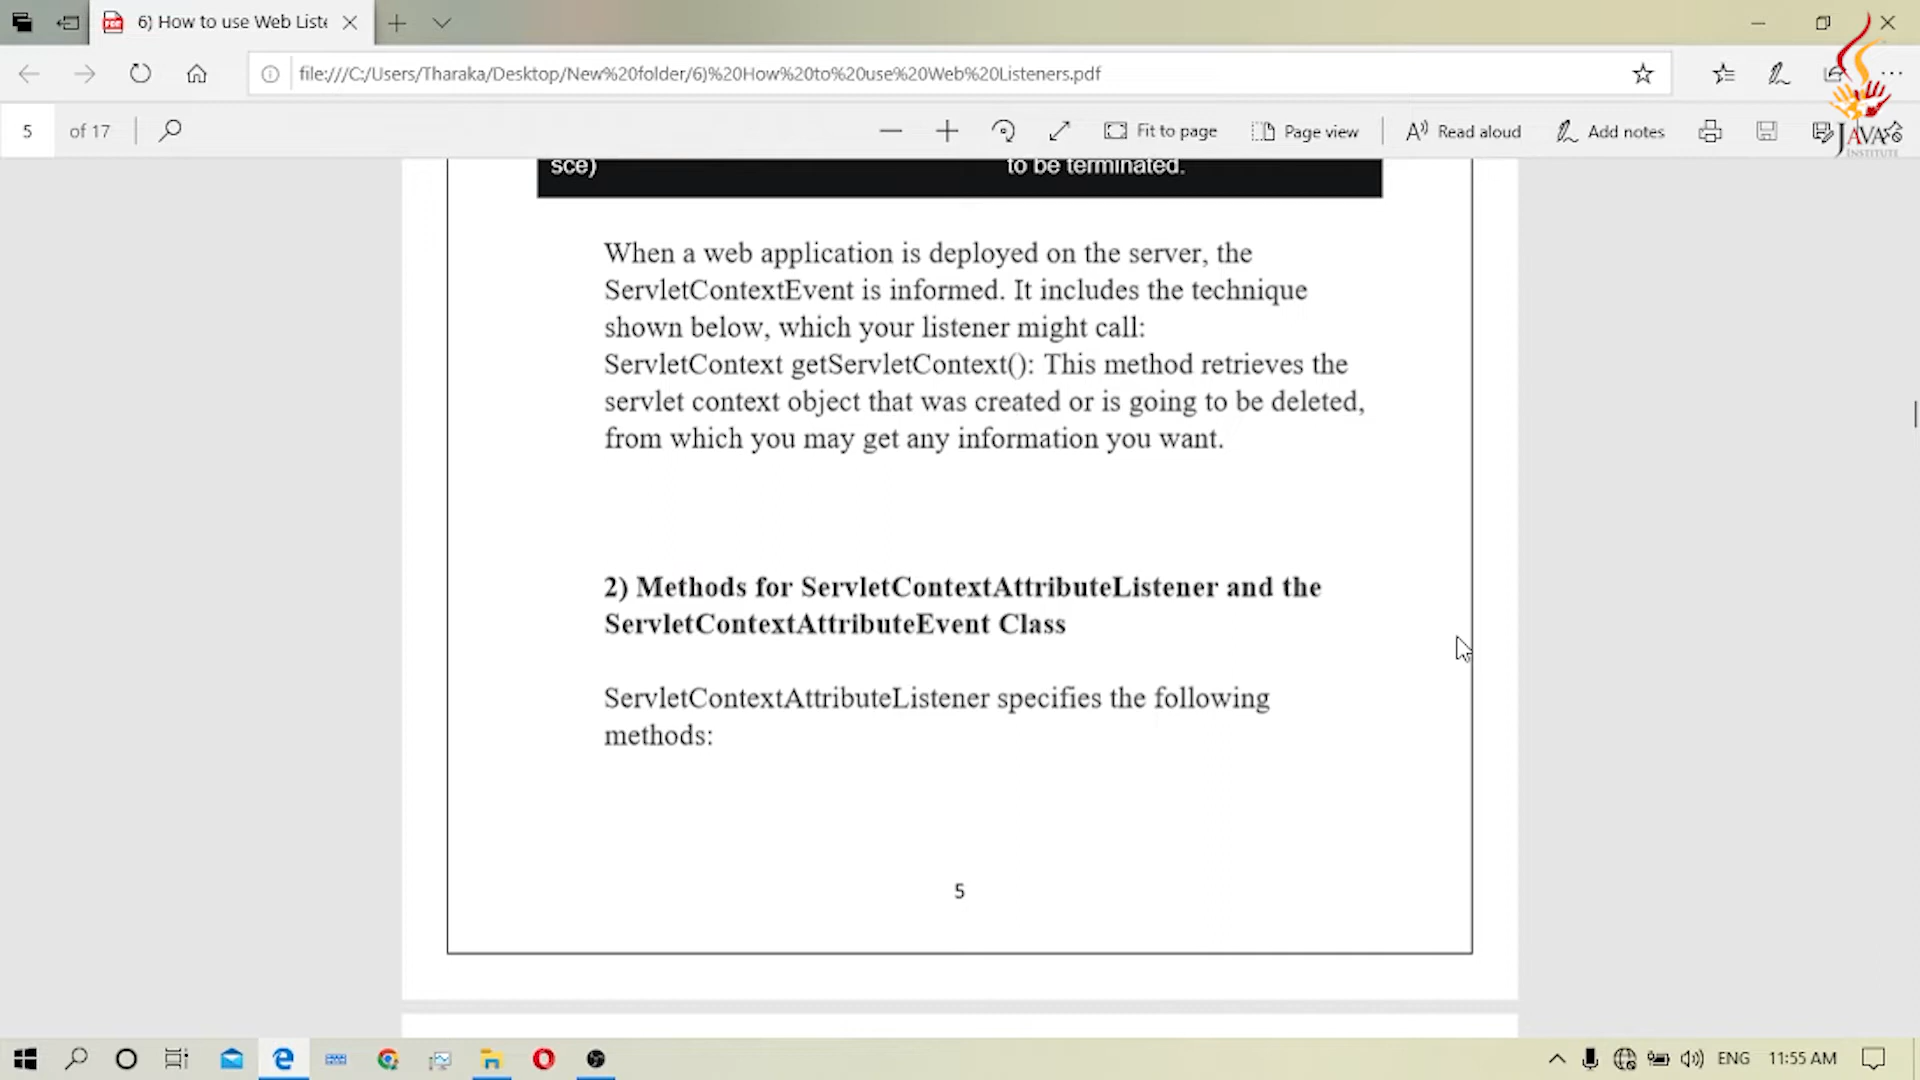 6) How to use Web Liste
file:///C:/Users/Tharaka/Desktop/New%20folder/6)%20How%20to%20use%20Web%20Listeners.pdf
5 of 17
Fit to page
Page view
Read aloud
Add notes
JAVA
INSTITUTE
sce) to be terminated.
When a web application is deployed on the server, the
ServletContextEvent is informed. It includes the technique
shown below, which your listener might call:
ServletContext getServletContext(): This method retrieves the
servlet context object that was created or is going to be deleted,
from which you may get any information you want.
2) Methods for ServletContextAttributeListener and the
ServletContextAttributeEvent Class
ServletContextAttributeListener specifies the following
methods:
5
ENG 11:55 AM